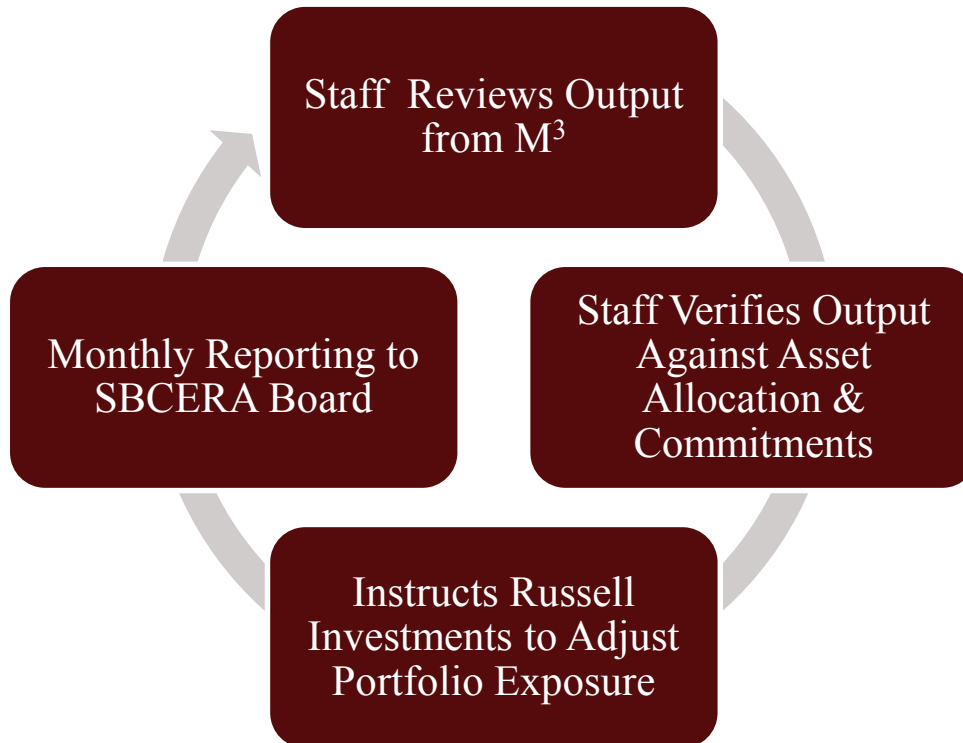 Staff  Reviews Output
from M³
Staff Verifies Output
Against Asset
Allocation &
Commitments
Instructs Russell
Investments to Adjust
Portfolio Exposure
Monthly Reporting to
SBCERA Board